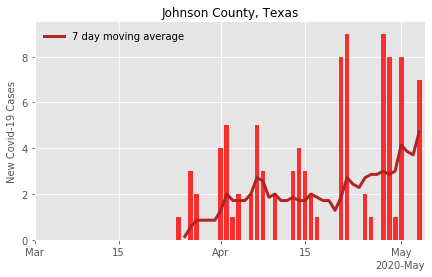 Johnson County, Texas
7 day moving average
New Covid-19 Cases
8
6
4
2
0
Mar 15 Apr 15 May
2020-May